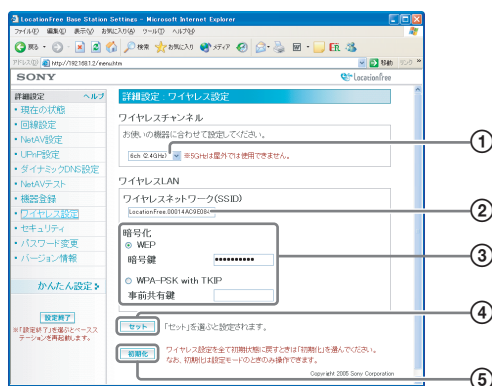 LocationFree Base Station Settings - Microsoft Internet Explorer
ファイル(F) 編集(E) 表示(V) お気に入り(A) ツール(T) ヘルプ(H)
戻る 検索 お気に入り メディア
アドレス(D) http://192.168.1.2/menu.htm 移動 リンク
SONY LocationFree
詳細設定 ヘルプ
・現在の状態
・回線設定
・NetAV設定
・UPnP設定
・ダイナミックDNS設定
・NetAVテスト
・機器登録
・ワイヤレス設定
・セキュリティ
・パスワード変更
・バージョン情報
かんたん設定
設定終了
※「設定終了」を選ぶとベースス
テーションを再起動します。
詳細設定：ワイヤレス設定
ワイヤレスチャンネル
お使いの機器に合わせて設定してください。
6ch (2.4GHz) ※5GHzは屋外では使用できません。
①
ワイヤレスLAN
ワイヤレスネットワーク(SSID)
②
暗号化
WEP
暗号鍵 ••••••••••
③
WPA-PSK with TKIP
事前共有鍵
セット 「セット」を選ぶと設定されます。
④
初期化 ワイヤレス設定を全て初期状態に戻すときは「初期化」を選んでください。
なお、初期化は設定モードのときのみ操作できます。
⑤
Copyright 2005 Sony Corporation